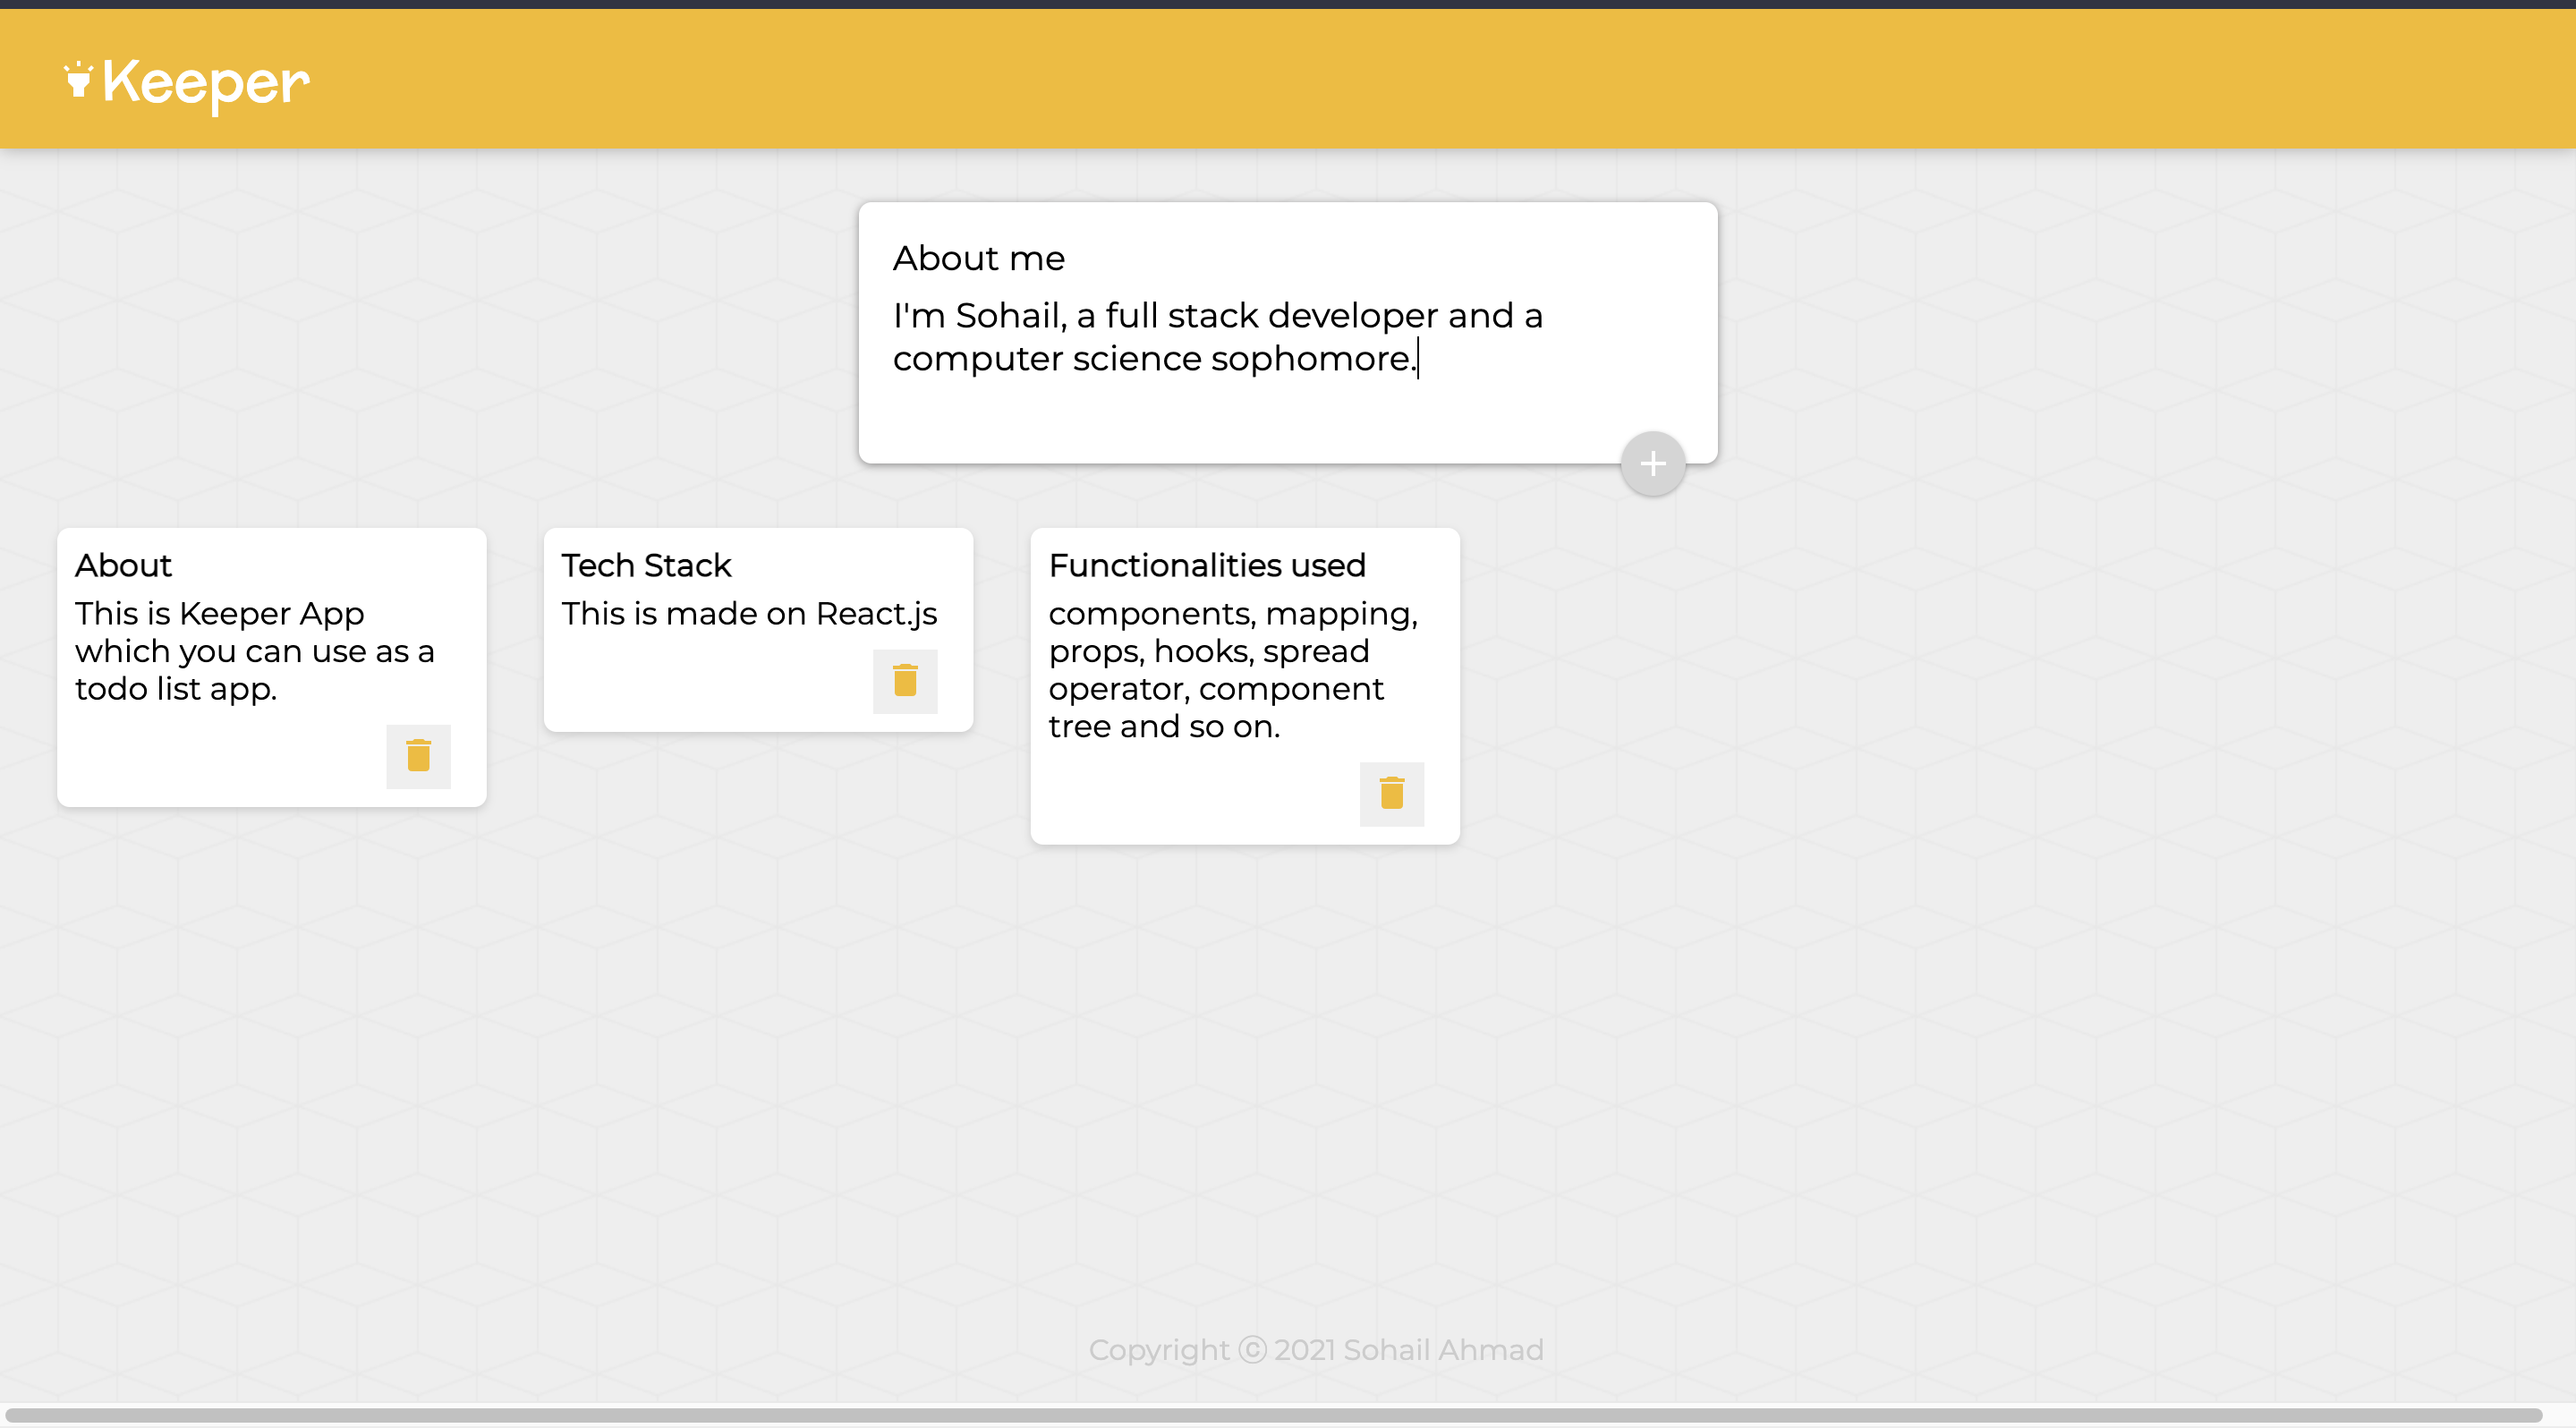 Keeper
About me
I'm Sohail, a full stack developer and a
computer science sophomore.
About
This is Keeper App
which you can use as a
todo list app.
Tech Stack
This is made on React.js
Functionalities used
components, mapping,
props, hooks, spread
operator, component
tree and so on.
Copyright ⓒ 2021 Sohail Ahmad